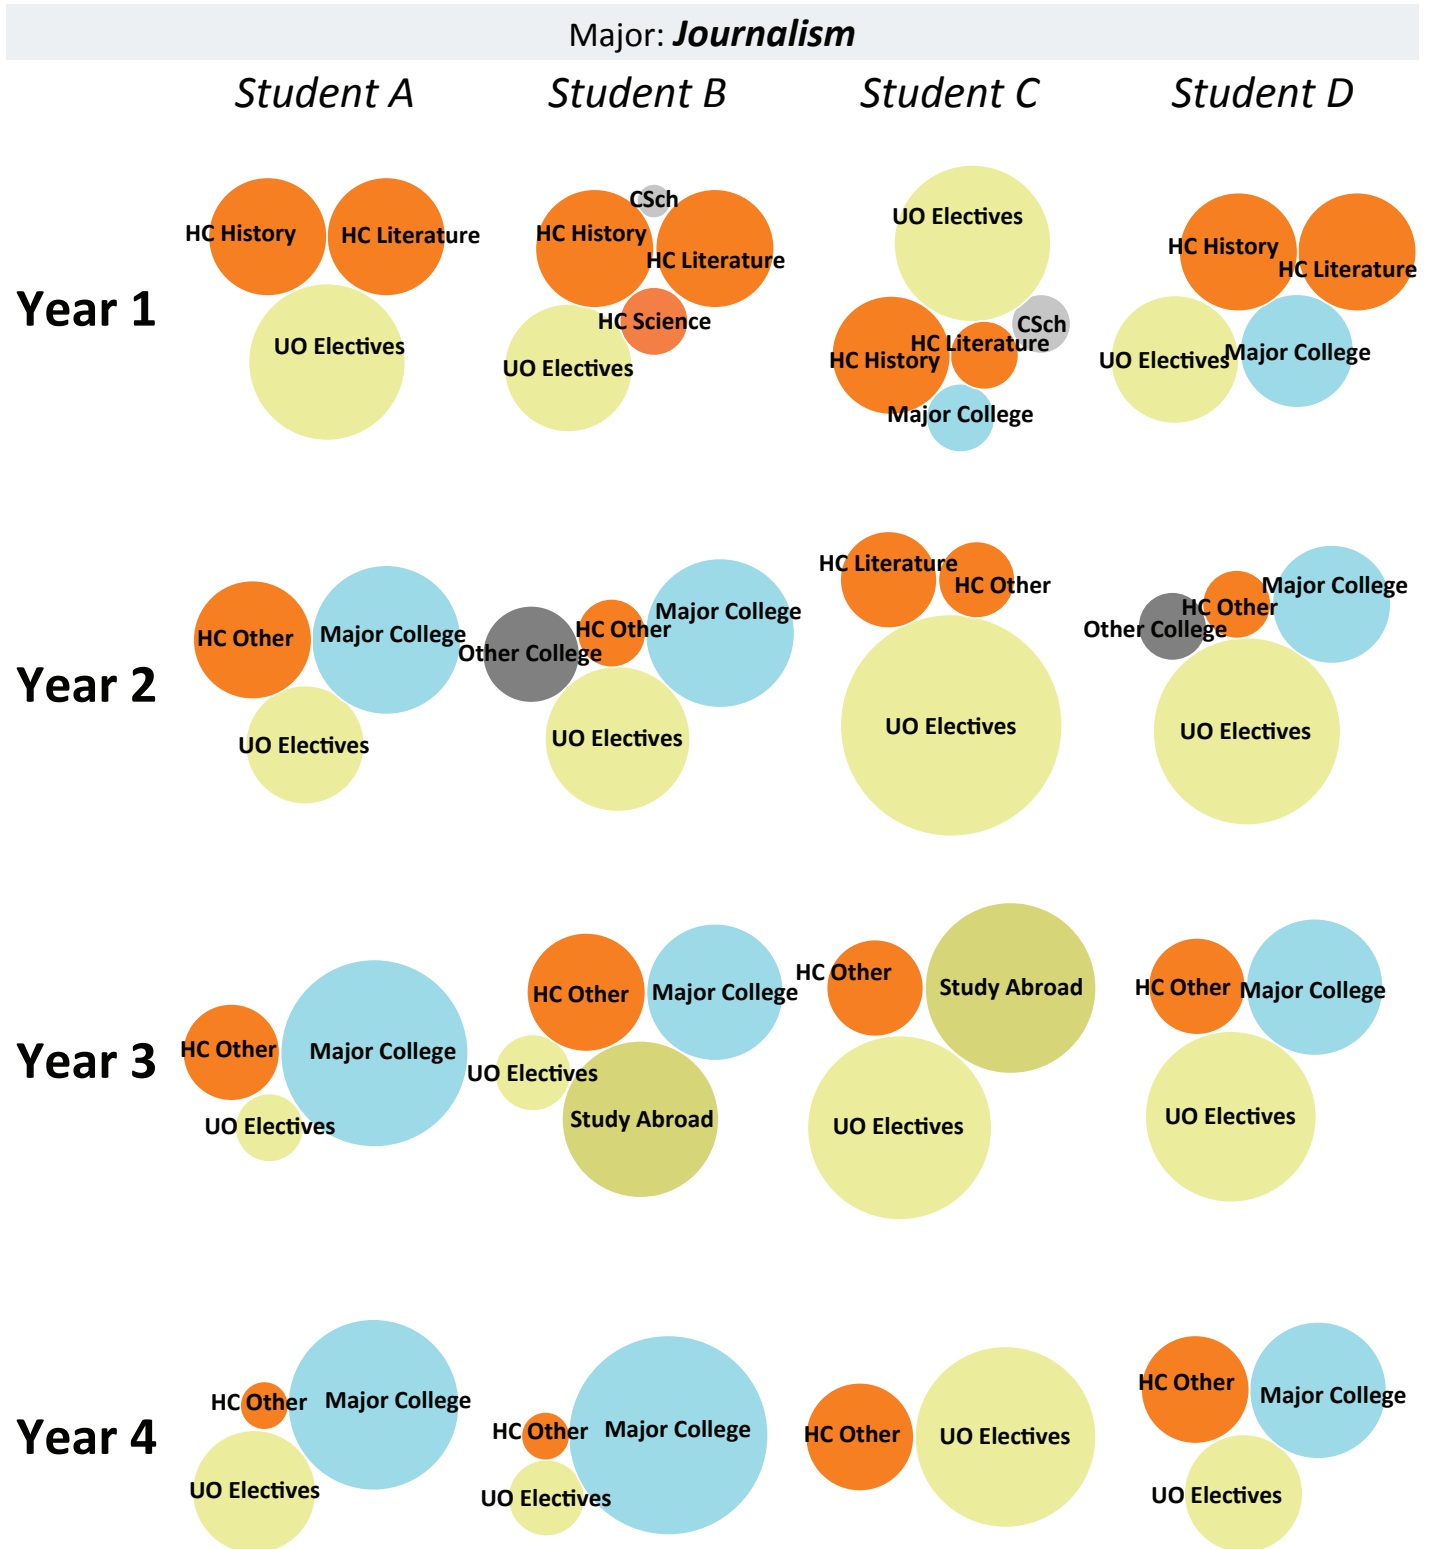 Major: Journalism
Student A
Student B
Student C
Student D
Year 1
HC History
HC Literature
UO Electives
CSch
HC History
HC Literature
HC Science
UO Electives
UO Electives
CSch
HC Literature
HC History
Major College
HC History
HC Literature
UO Electives
Major College
Year 2
HC Other
Major College
UO Electives
Major College
HC Other
Other College
UO Electives
HC Literature
HC Other
UO Electives
Major College
HC Other
Other College
UO Electives
Year 3
HC Other
Major College
UO Electives
HC Other
Major College
UO Electives
Study Abroad
HC Other
Study Abroad
UO Electives
HC Other
Major College
UO Electives
Year 4
HC Other
Major College
UO Electives
HC Other
Major College
UO Electives
HC Other
UO Electives
HC Other
Major College
UO Electives